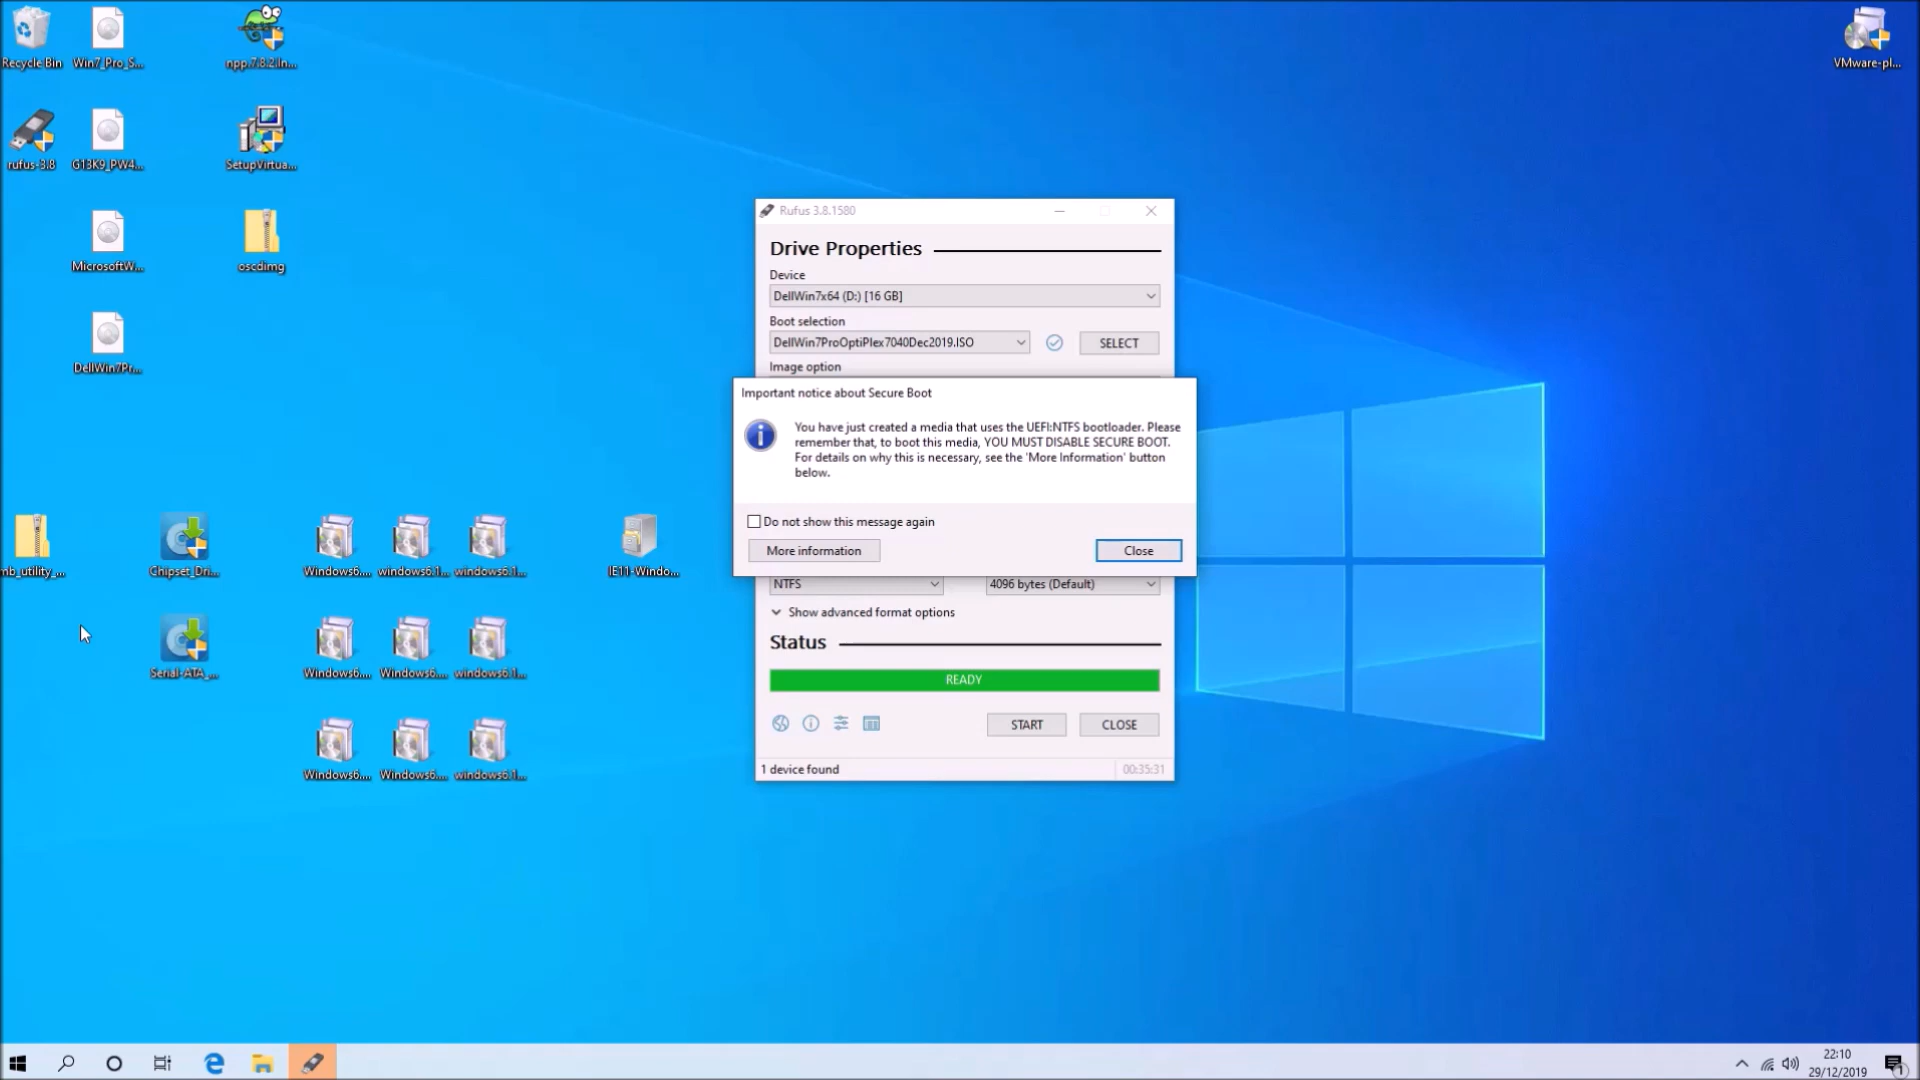 Recycle Bin
Win7_Pro_S...
npp.7.8.2.In...
VMware-pl...
rufus-3.8
G13K9_PW4...
SetupVirtua...
MicrosoftW...
oscdimg
DellWin7Pr...
Rufus 3.8.1580
Drive Properties
Device
DellWin7x64 (D:) [16 GB]
Boot selection
DellWin7ProOptiPlex7040Dec2019.ISO
SELECT
Image option
Important notice about Secure Boot
You have just created a media that uses the UEFI:NTFS bootloader. Please
remember that, to boot this media, YOU MUST DISABLE SECURE BOOT.
For details on why this is necessary, see the 'More Information' button
below.
Do not show this message again
More information
Close
NTFS
4096 bytes (Default)
Show advanced format options
Status
READY
START
CLOSE
1 device found
00:35:31
mb_utility_...
Chipset_Dri...
Windows6....
windows6.1...
windows6.1...
IE11-Windo...
Serial-ATA_...
Windows6....
Windows6....
windows6.1...
Windows6....
Windows6....
windows6.1...
22:10
29/12/2019
1